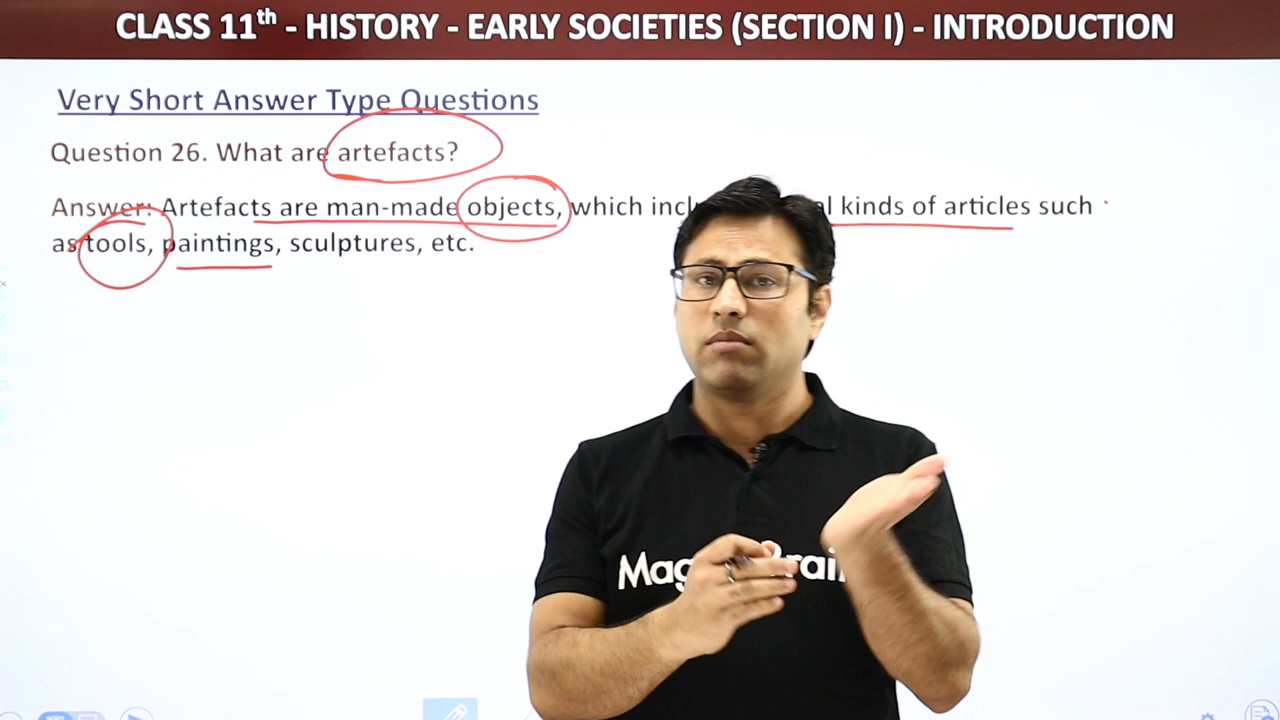 CLASS 11th - HISTORY - EARLY SOCIETIES (SECTION I) - INTRODUCTION
Very Short Answer Type Questions
Question 26. What are artefacts?
Answer: Artefacts are man-made objects, which kinds of articles such
as tools, paintings, sculptures, etc.